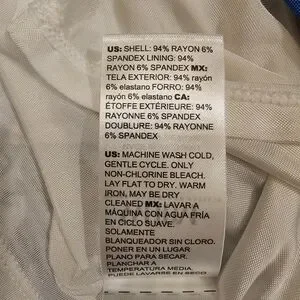 US: SHELL: 94% RAYON 6%
SPANDEX LINING: 94%
RAYON 6% SPANDEX MX:
TELA EXTERIOR: 94% rayón
6% elastano FORRO: 94%
rayón 6% elastano CA:
ÉTOFFE EXTÉRIEURE: 94%
RAYONNE 6% SPANDEX
DOUBLURE: 94% RAYONNE
6% SPANDEX
US: MACHINE WASH COLD,
GENTLE CYCLE. ONLY
NON-CHLORINE BLEACH.
LAY FLAT TO DRY. WARM
IRON, MAY BE DRY
CLEANED MX: LAVAR A
MÁQUINA CON AGUA FRÍA
EN CICLO SUAVE.
SOLAMENTE
BLANQUEADOR SIN CLORO.
PONER EN UN LUGAR
PLANO PARA SECAR.
PLANCHAR A
TEMPERATURA MEDIA.
PUEDE LAVARSE EN SECO